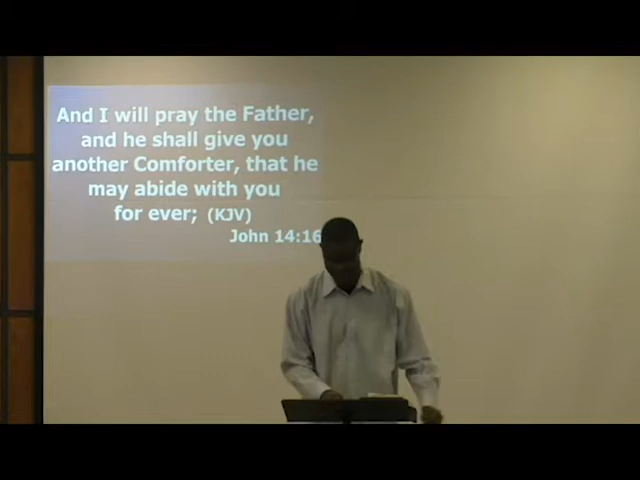 And I will pray the Father,
and he shall give you
another Comforter, that he
may abide with you
for ever; (KJV)
John 14:16